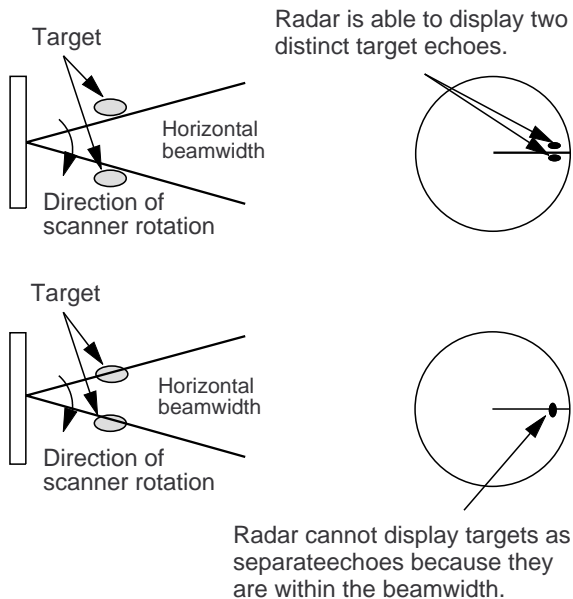 Target
Radar is able to display two
distinct target echoes.
Horizontal
beamwidth
Direction of
scanner rotation
Target
Horizontal
beamwidth
Direction of
scanner rotation
Radar cannot display targets as
separateechoes because they
are within the beamwidth.